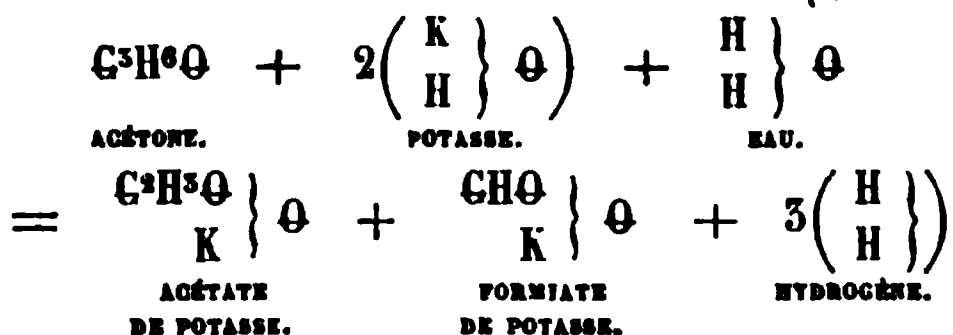 C³H⁶O + 2( K H } O ) + H H } O
ACÉTONE. POTASSE. EAU.
= C²H³O K } O + CHO K } O + 3( H H } )
ACÉTATE FORMIATE HYDROGÈNE.
DE POTASSE. DE POTASSE.